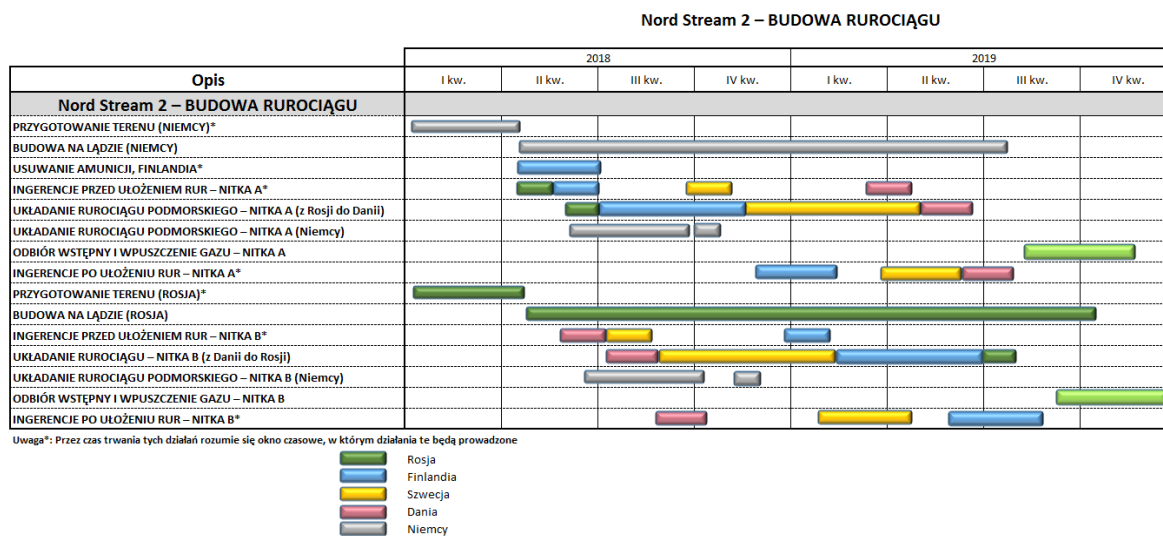 Nord Stream 2 – BUDOWA RUROCIĄGU
2018 2019
Opis I kw. II kw. III kw. IV kw. I kw. II kw. III kw. IV kw.
Nord Stream 2 – BUDOWA RUROCIĄGU
PRZYGOTOWANIE TERENU (NIEMCY)*
BUDOWA NA LĄDZIE (NIEMCY)
USUWANIE AMUNICJI, FINLANDIA*
INGERENCJE PRZED UŁOŻENIEM RUR – NITKA A*
UKŁADANIE RUROCIĄGU PODMORSKIEGO – NITKA A (z Rosji do Danii)
UKŁADANIE RUROCIĄGU PODMORSKIEGO – NITKA A (Niemcy)
ODBIÓR WSTĘPNY I WPUSZCZENIE GAZU – NITKA A
INGERENCJE PO UŁOŻENIU RUR – NITKA A*
PRZYGOTOWANIE TERENU (ROSJA)*
BUDOWA NA LĄDZIE (ROSJA)
INGERENCJE PRZED UŁOŻENIEM RUR – NITKA B*
UKŁADANIE RUROCIĄGU – NITKA B (z Danii do Rosji)
UKŁADANIE RUROCIĄGU PODMORSKIEGO – NITKA B (Niemcy)
ODBIÓR WSTĘPNY I WPUSZCZENIE GAZU – NITKA B
INGERENCJE PO UŁOŻENIU RUR – NITKA B*
Uwaga*: Przez czas trwania tych działań rozumie się okno czasowe, w którym działania te będą prowadzone
Rosja
Finlandia
Szwecja
Dania
Niemcy